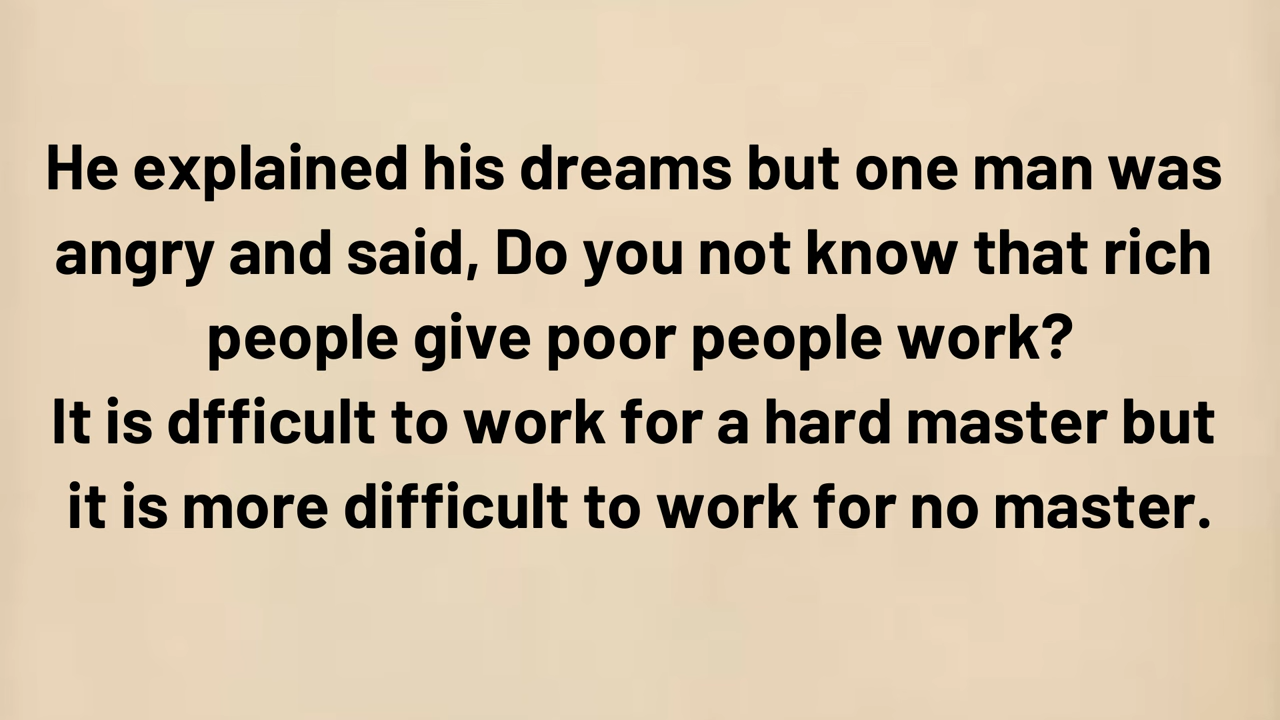 He explained his dreams but one man was
angry and said, Do you not know that rich
people give poor people work?
It is dfficult to work for a hard master but
it is more difficult to work for no master.